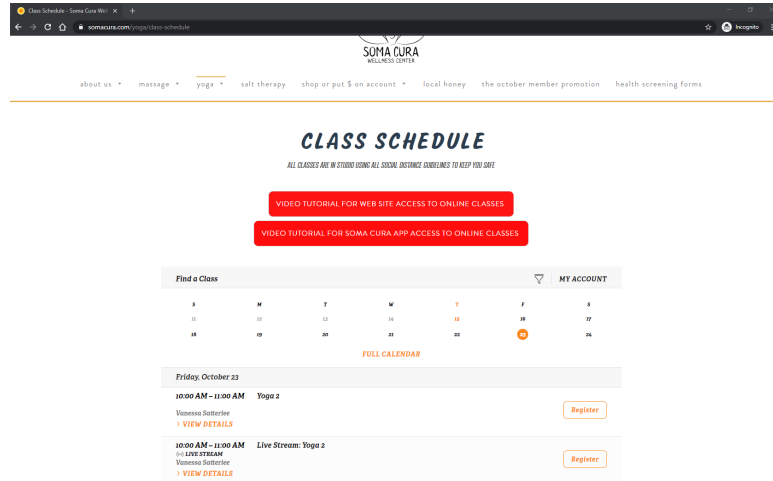 Class Schedule - Soma Cura Well
somacura.com/yoga/class-schedule
Incognito
SOMA CURA
WELLNESS CENTER
about us massage yoga salt therapy shop or put $ on account local honey the october member promotion health screening forms
CLASS SCHEDULE
ALL CLASSES ARE IN STUDIO USING ALL SOCIAL DISTANCE GUIDELINES TO KEEP YOU SAFE
VIDEO TUTORIAL FOR WEB SITE ACCESS TO ONLINE CLASSES
VIDEO TUTORIAL FOR SOMA CURA APP ACCESS TO ONLINE CLASSES
Find a Class MY ACCOUNT
S M T W T F S
11 12 13 14 15 16 17
18 19 20 21 22 23 24
FULL CALENDAR
Friday, October 23
10:00 AM – 11:00 AM Yoga 2
Register
Vanessa Satterlee
> VIEW DETAILS
10:00 AM – 11:00 AM Live Stream: Yoga 2
LIVE STREAM
Register
Vanessa Satterlee
> VIEW DETAILS